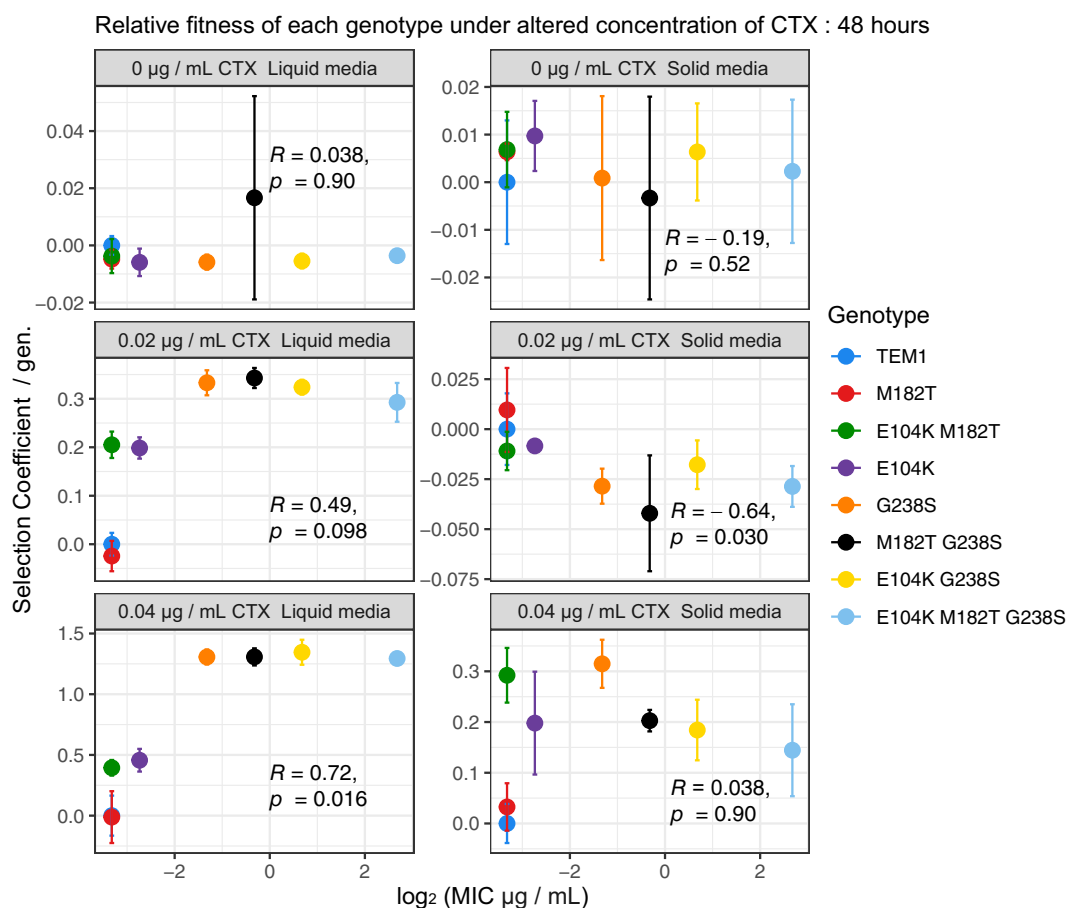 Relative fitness of each genotype under altered concentration of CTX : 48 hours
0 µg / mL CTX Liquid media
0.04
0.02
0.00
−0.02
R = 0.038,
p = 0.90
0 µg / mL CTX Solid media
0.02
0.01
0.00
−0.01
−0.02
R = − 0.19,
p = 0.52
0.02 µg / mL CTX Liquid media
0.3
0.2
0.1
0.0
R = 0.49,
p = 0.098
0.02 µg / mL CTX Solid media
0.025
0.000
−0.025
−0.050
−0.075
R = − 0.64,
p = 0.030
0.04 µg / mL CTX Liquid media
1.5
1.0
0.5
0.0
R = 0.72,
p = 0.016
−2 0 2
0.04 µg / mL CTX Solid media
0.3
0.2
0.1
0.0
R = 0.038,
p = 0.90
−2 0 2
Selection Coefficient / gen.
log₂ (MIC µg / mL)
Genotype
TEM1
M182T
E104K M182T
E104K
G238S
M182T G238S
E104K G238S
E104K M182T G238S